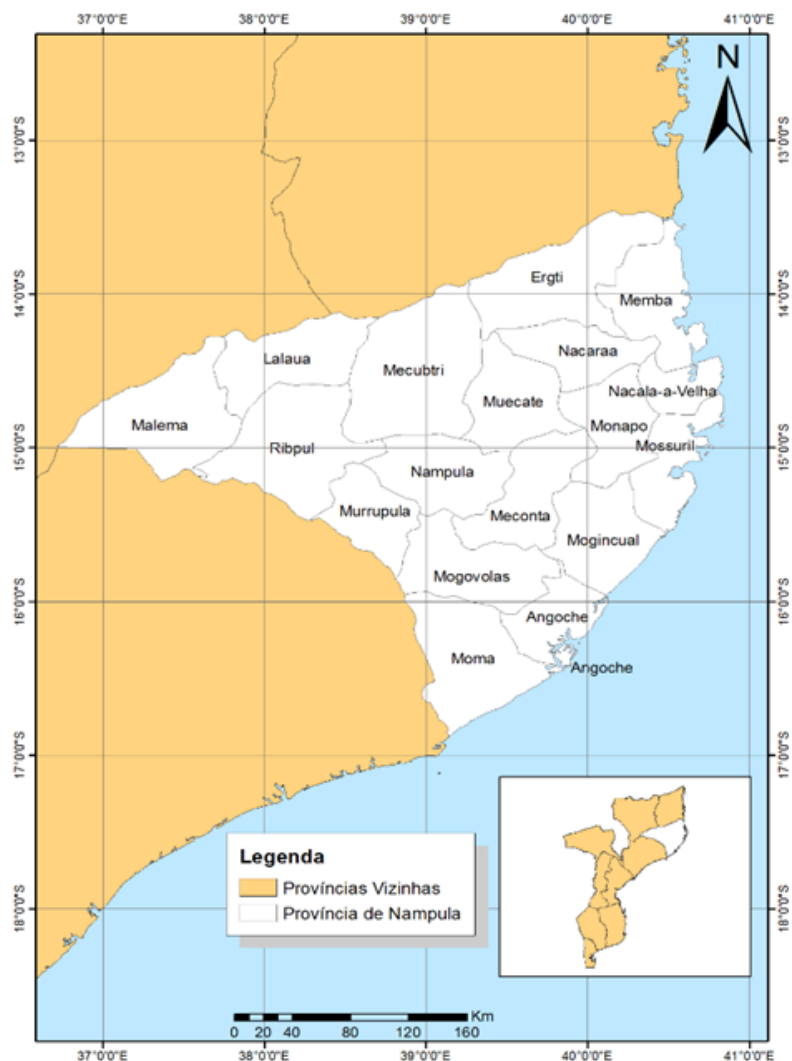 37°0'0"E 38°0'0"E 39°0'0"E 40°0'0"E 41°0'0"E
N
13°0'0"S 13°0'0"S
Ergti
14°0'0"S 14°0'0"S
Memba
Nacaraa
Lalaua
Mecubtri
Nacala-a-Velha
Muecate
Malema
Monapo
Mossuril
15°0'0"S 15°0'0"S
Ribpul
Nampula
Murrupula
Meconta
Mogincual
Mogovolas
16°0'0"S 16°0'0"S
Angoche
Moma
Angoche
17°0'0"S 17°0'0"S
Legenda
Províncias Vizinhas
Província de Nampula
18°0'0"S 18°0'0"S
Km
0 20 40 80 120 160
37°0'0"E 38°0'0"E 39°0'0"E 40°0'0"E 41°0'0"E